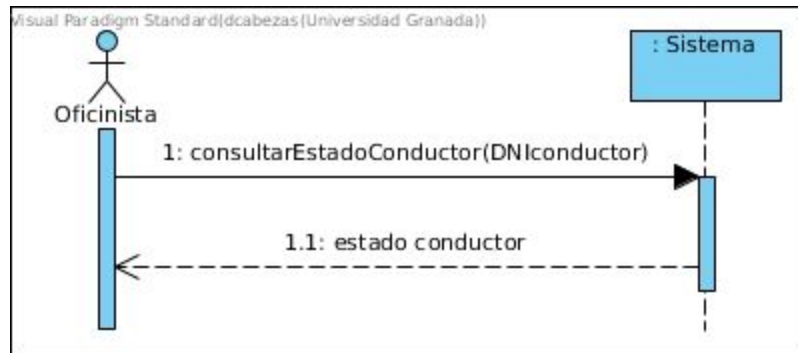 Visual Paradigm Standard(dcabezas(Universidad Granada))
: Sistema
Oficinista
1: consultarEstadoConductor(DNIconductor)
1.1: estado conductor